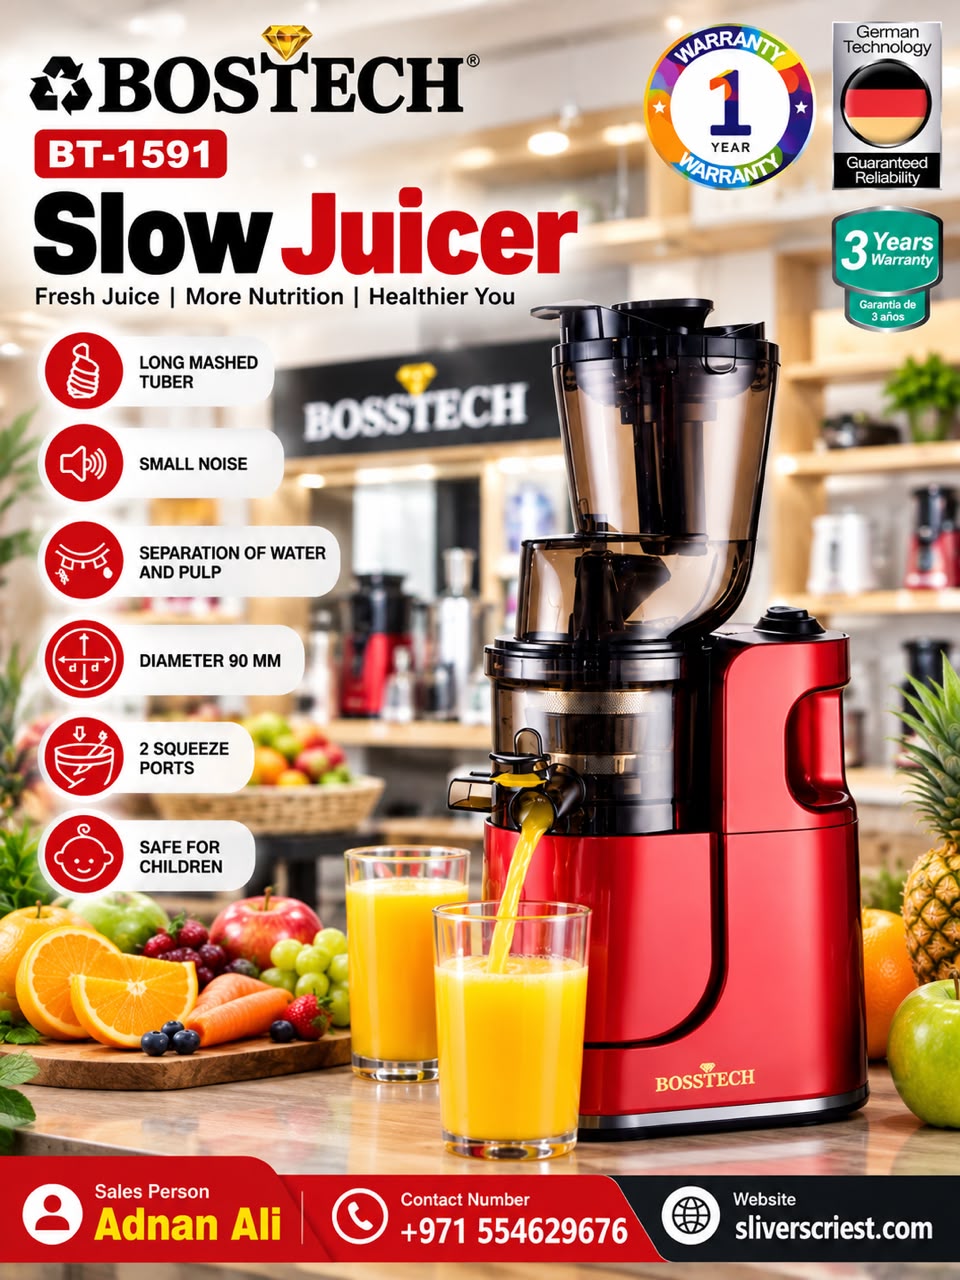 BOSTECH®
BT-1591
Slow Juicer
Fresh Juice | More Nutrition | Healthier You
WARRANTY
1
YEAR
WARRANTY
German
Technology
Guaranteed
Reliability
3 Years
Warranty
Garantia de
3 años
LONG MASHED
TUBER
SMALL NOISE
SEPARATION OF WATER
AND PULP
DIAMETER 90 MM
d d
2 SQUEEZE
PORTS
SAFE FOR
CHILDREN
BOSSTECH
BOSSTECH
Sales Person
Adnan Ali
Contact Number
+971 554629676
Website
sliverscriest.com